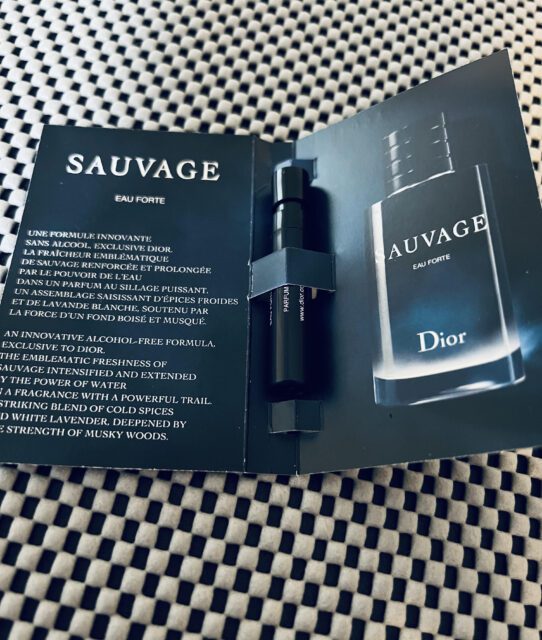 SAUVAGE
EAU FORTE
UNE FORMULE INNOVANTE
SANS ALCOOL, EXCLUSIVE DIOR.
LA FRAÎCHEUR EMBLÉMATIQUE
DE SAUVAGE RENFORCÉE ET PROLONGÉE
PAR LE POUVOIR DE L'EAU
DANS UN PARFUM AU SILLAGE PUISSANT,
UN ASSEMBLAGE SAISISSANT D'ÉPICES FROIDES
ET DE LAVANDE BLANCHE, SOUTENU PAR
LA FORCE D'UN FOND BOISÉ ET MUSQUÉ.
AN INNOVATIVE ALCOHOL-FREE FORMULA,
EXCLUSIVE TO DIOR.
THE EMBLEMATIC FRESHNESS OF
SAUVAGE INTENSIFIED AND EXTENDED
BY THE POWER OF WATER
IN A FRAGRANCE WITH A POWERFUL TRAIL.
STRIKING BLEND OF COLD SPICES
WHITE LAVENDER, DEEPENED BY
STRENGTH OF MUSKY WOODS.
PARFUM
SAUVAGE
EAU FORTE
Dior